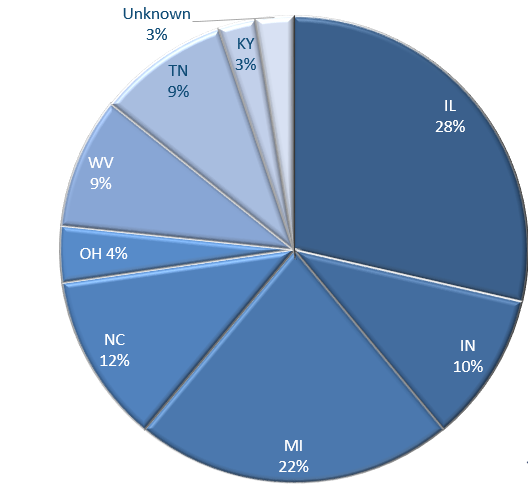 Unknown
3%
KY
3%
TN
9%
IL
28%
WV
9%
OH 4%
NC
12%
IN
10%
MI
22%